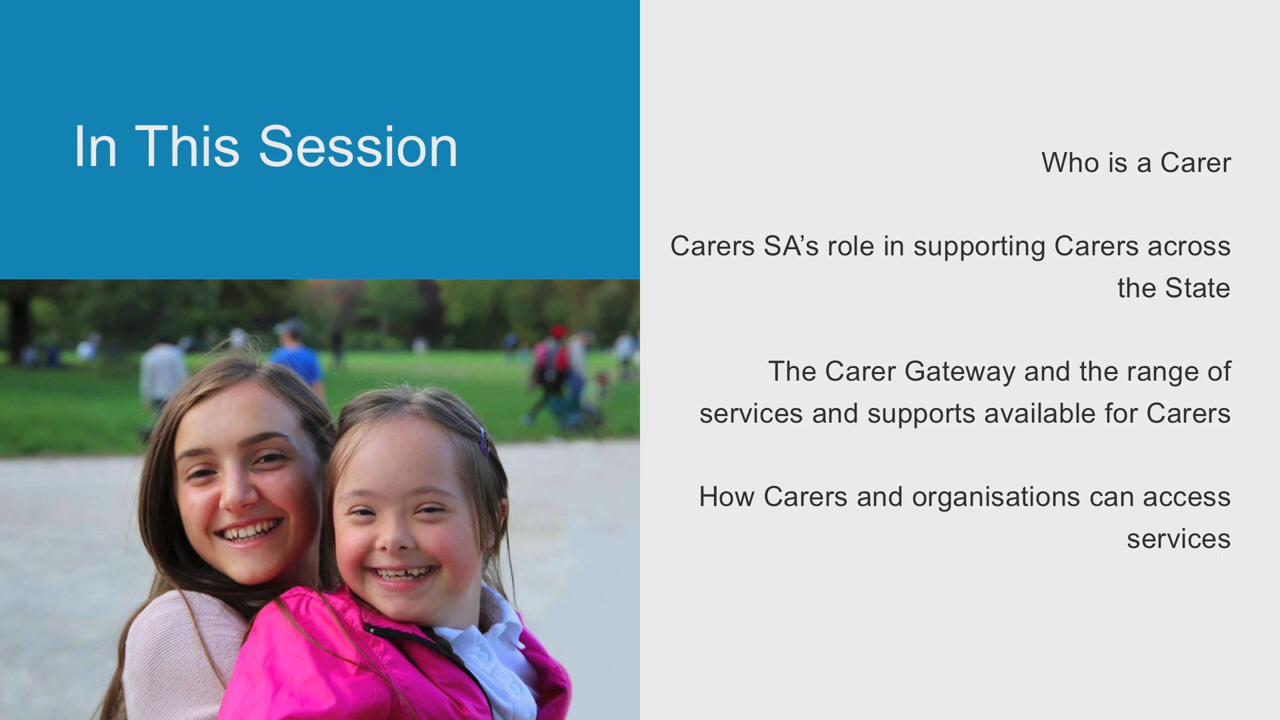 In This Session
Who is a Carer
Carers SA’s role in supporting Carers across
the State
The Carer Gateway and the range of
services and supports available for Carers
How Carers and organisations can access
services